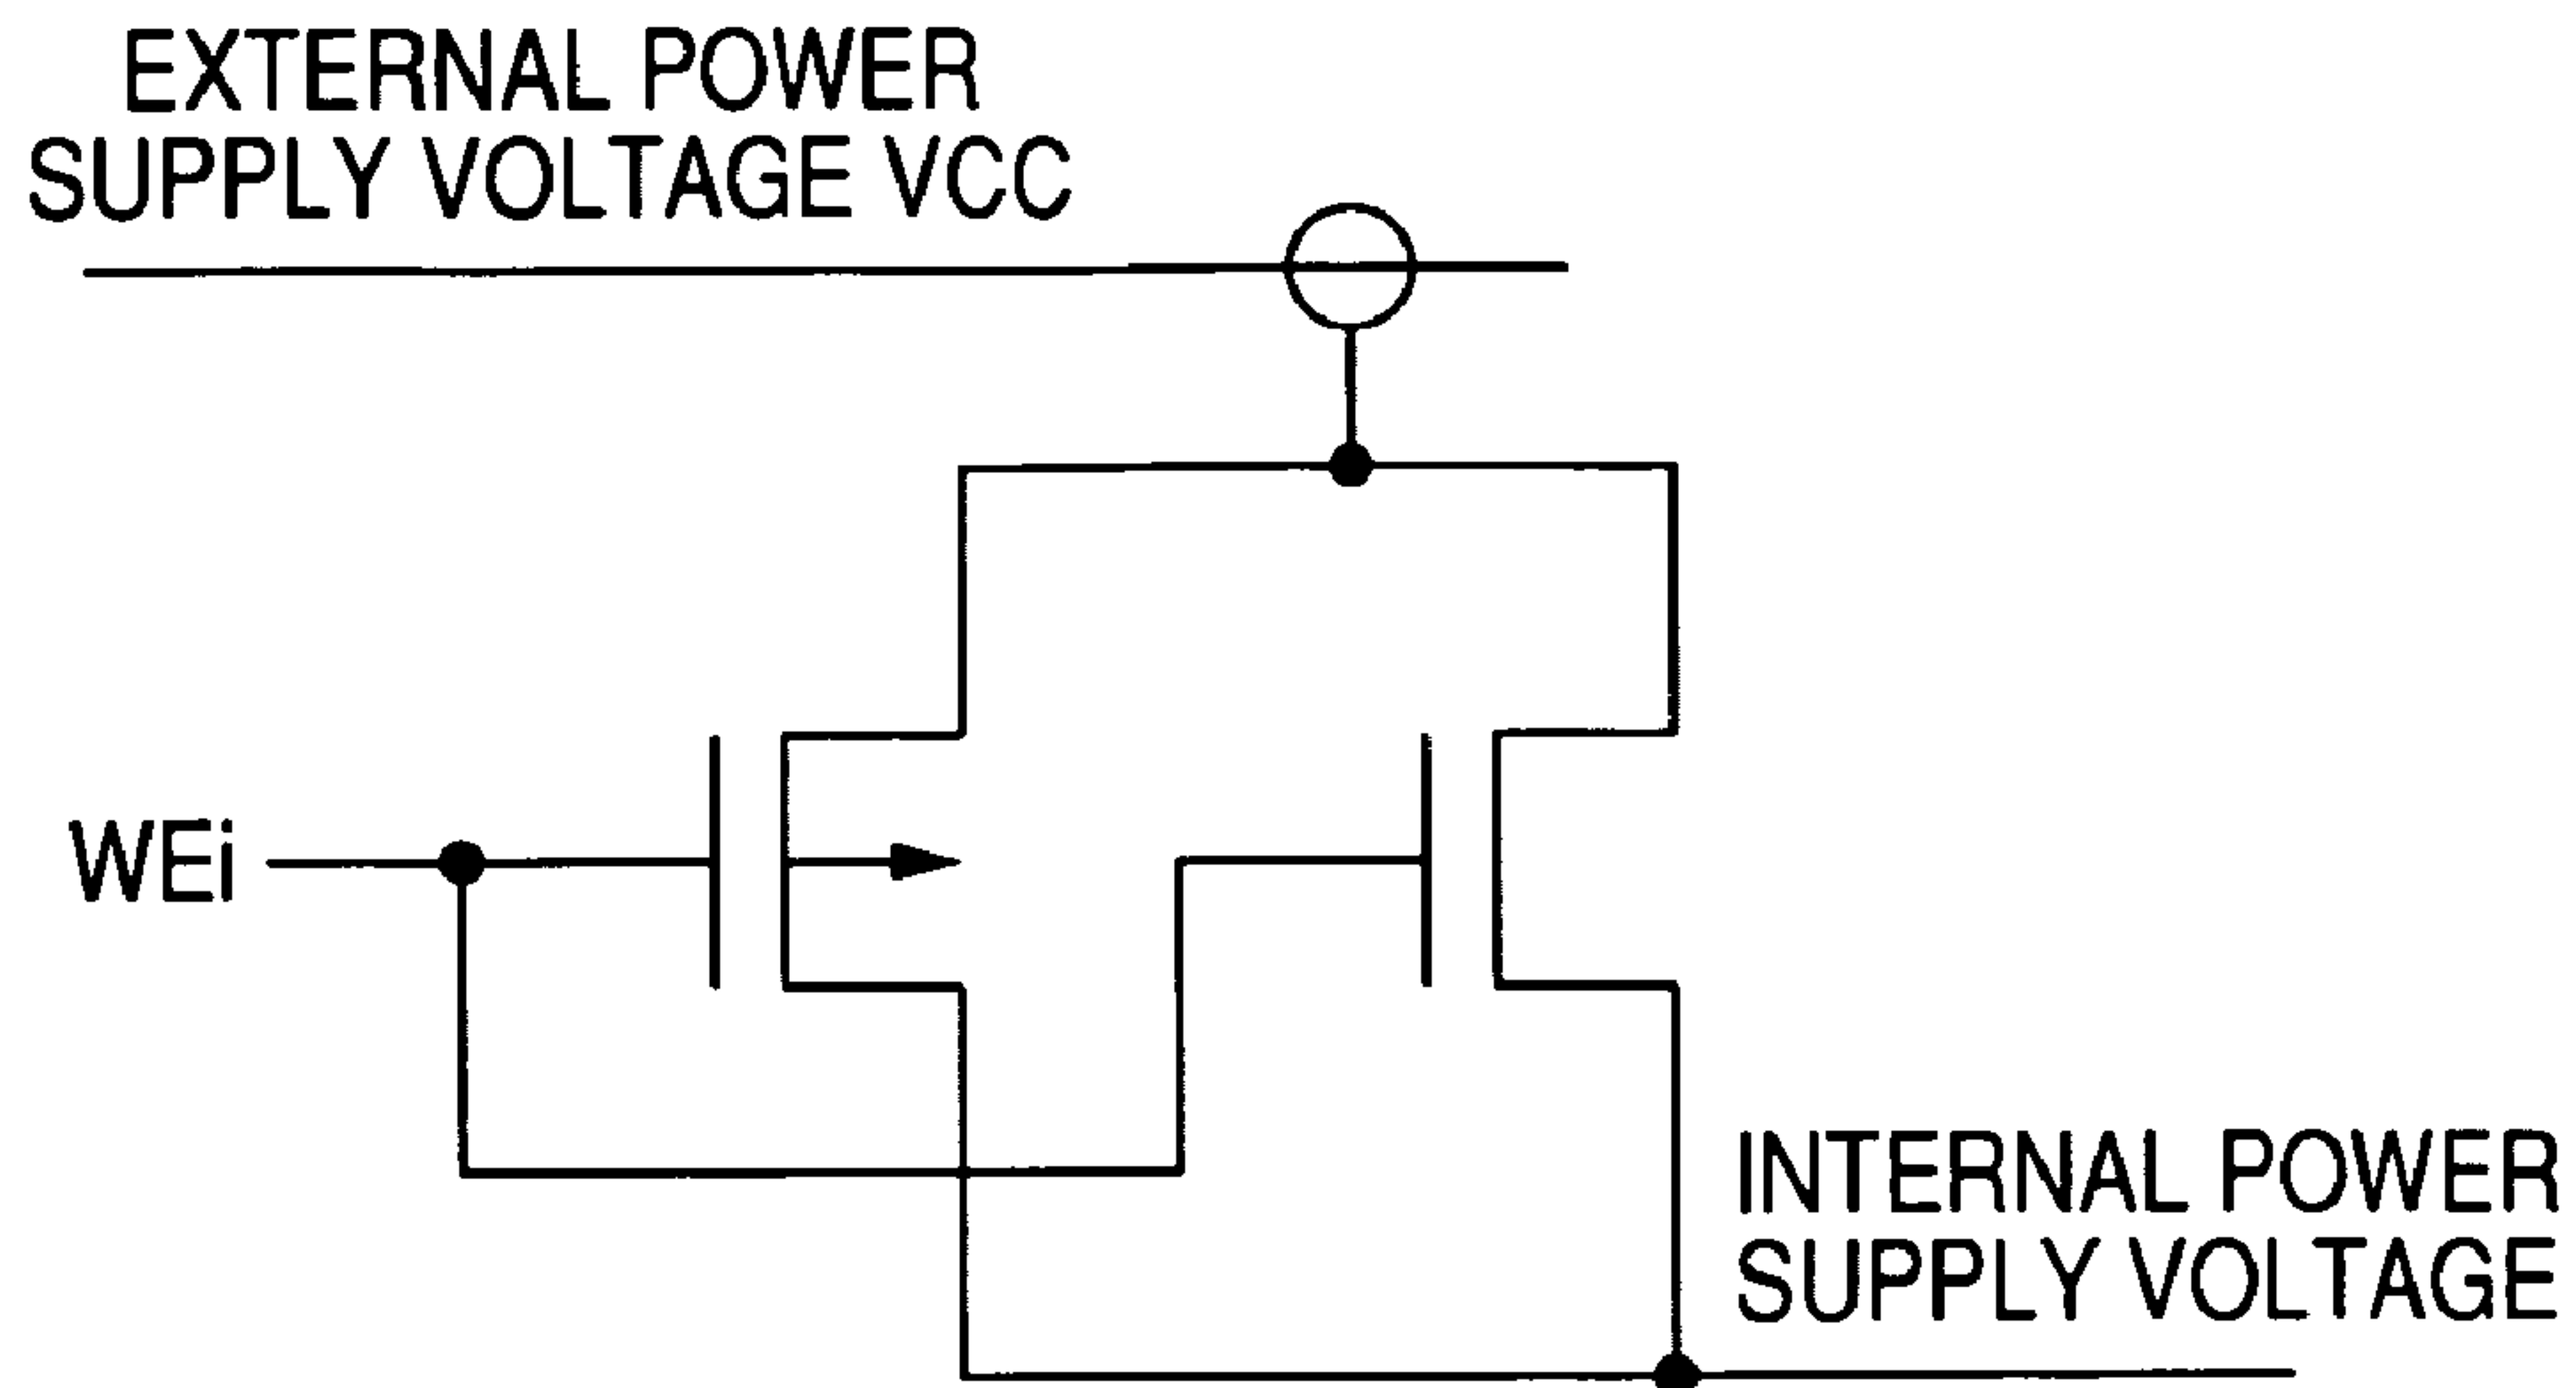 EXTERNAL POWER
SUPPLY VOLTAGE VCC
WEi
INTERNAL POWER
SUPPLY VOLTAGE